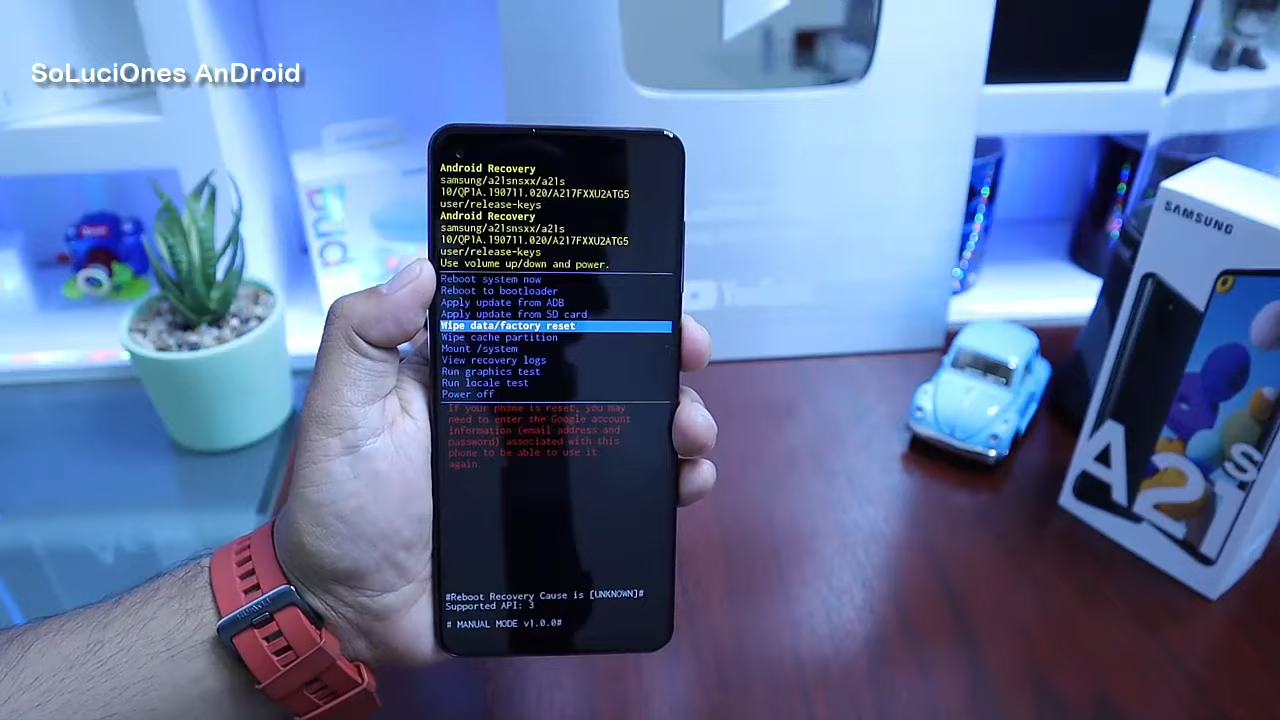 SoLuciOnes AnDroid
Android Recovery
samsung/a21snsxx/a21s
10/QP1A.190711.020/A217FXXU2ATG5
user/release-keys
Android Recovery
samsung/a21snsxx/a21s
10/QP1A.190711.020/A217FXXU2ATG5
user/release-keys
Use volume up/down and power.
Reboot system now
Reboot to bootloader
Apply update from ADB
Apply update from SD card
Wipe data/factory reset
Wipe cache partition
Mount /system
View recovery logs
Run graphics test
Run locale test
Power off
If your phone is reset, you may
need to enter the Google account
information (email address and
password) associated with this
phone to be able to use it
again.
#Reboot Recovery Cause is [UNKNOWN]#
Supported API: 3
# MANUAL MODE v1.0.0#
SAMSUNG
A21s
HUAWEI